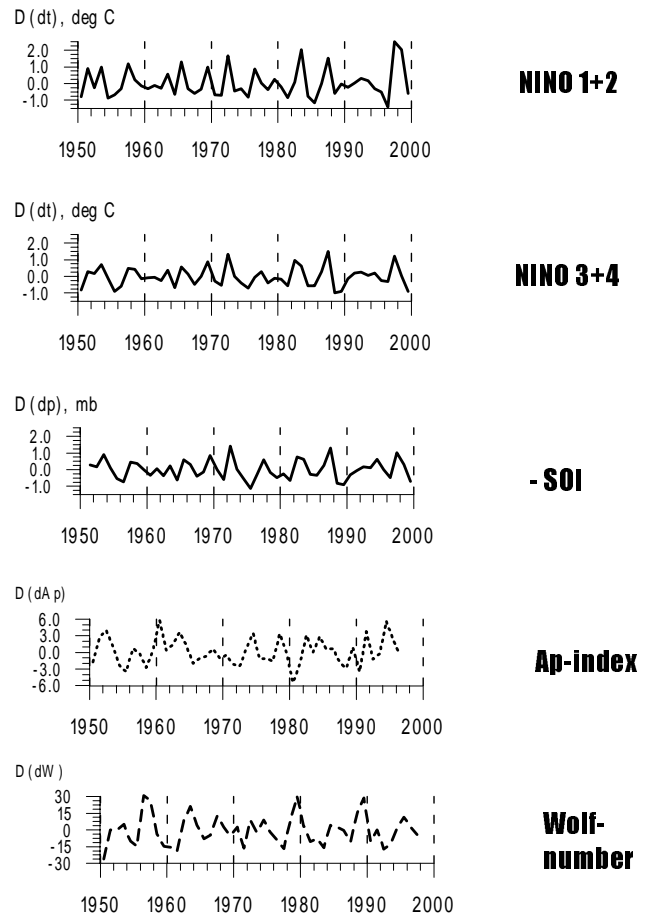 D(dt), deg C
2.0
1.0
0.0
-1.0
1950 1960 1970 1980 1990 2000
NINO 1+2
D(dt), deg C
2.0
1.0
0.0
-1.0
1950 1960 1970 1980 1990 2000
NINO 3+4
D(dp), mb
2.0
1.0
0.0
-1.0
1950 1960 1970 1980 1990 2000
- SOI
D(dAp)
6.0
3.0
0.0
-3.0
-6.0
1950 1960 1970 1980 1990 2000
Ap-index
D(dW)
30
15
0
-15
-30
1950 1960 1970 1980 1990 2000
Wolf-
number